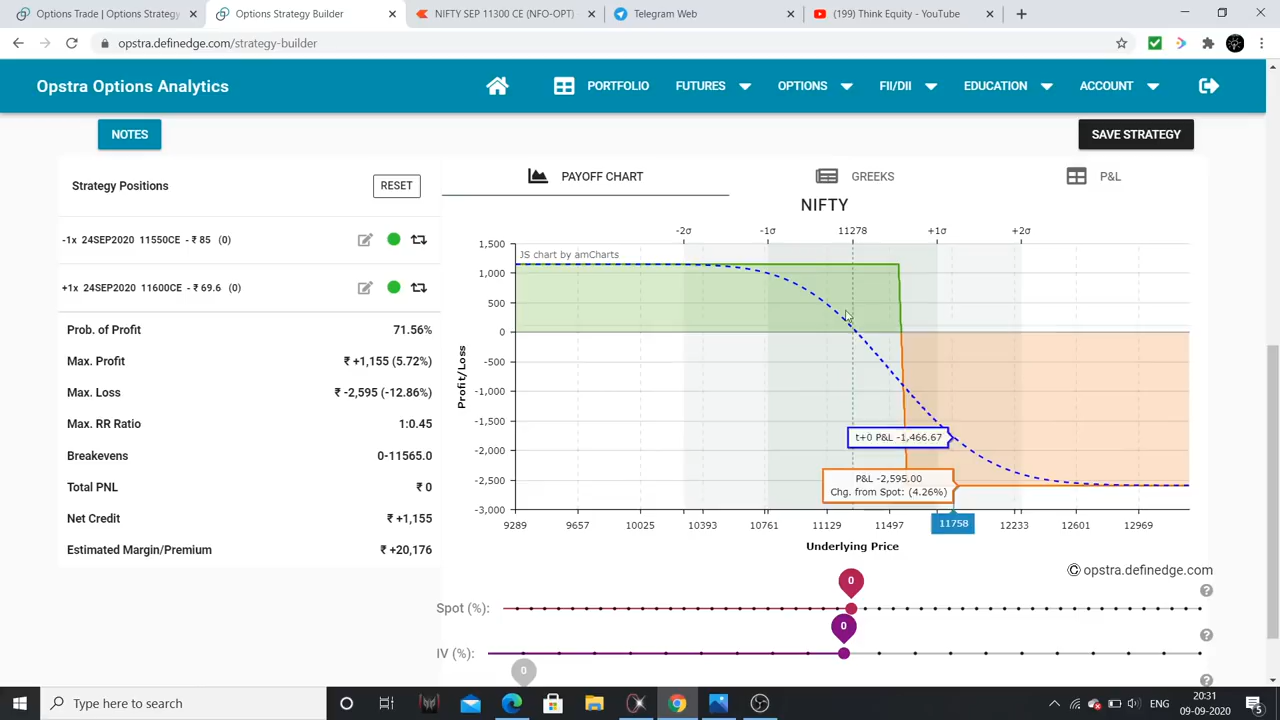 Opstra | Trade Options | Strategy
Options Strategy Builder
NIFTY SEP 11300 CE (NFO-OPT)
Telegram Web
(199) Think Equity - YouTube
opstra.definedge.com/strategy-builder
Opstra Options Analytics
PORTFOLIO
FUTURES
OPTIONS
FII/DII
EDUCATION
ACCOUNT
NOTES
SAVE STRATEGY
Strategy Positions
RESET
-1x 24SEP2020 11550CE - ₹ 85 (0)
+1x 24SEP2020 11600CE - ₹ 69.6 (0)
Prob. of Profit 71.56%
Max. Profit ₹ +1,155 (5.72%)
Max. Loss ₹ -2,595 (-12.86%)
Max. RR Ratio 1:0.45
Breakevens 0-11565.0
Total PNL ₹ 0
Net Credit ₹ +1,155
Estimated Margin/Premium ₹ +20,176
PAYOFF CHART
GREEKS
P&L
NIFTY
-2σ -1σ 11278 +1σ +2σ
JS chart by amCharts
1,500
1,000
500
0
-500
-1,000
-1,500
-2,000
-2,500
-3,000
Profit/Loss
t+0 P&L -1,466.67
P&L -2,595.00
Chg. from Spot: (4.26%)
9289 9657 10025 10393 10761 11129 11497 11758 12233 12601 12969
Underlying Price
© opstra.definedge.com
0
Spot (%):
?
0
IV (%):
?
0
?
Type here to search
ENG
20:31
09-09-2020
5